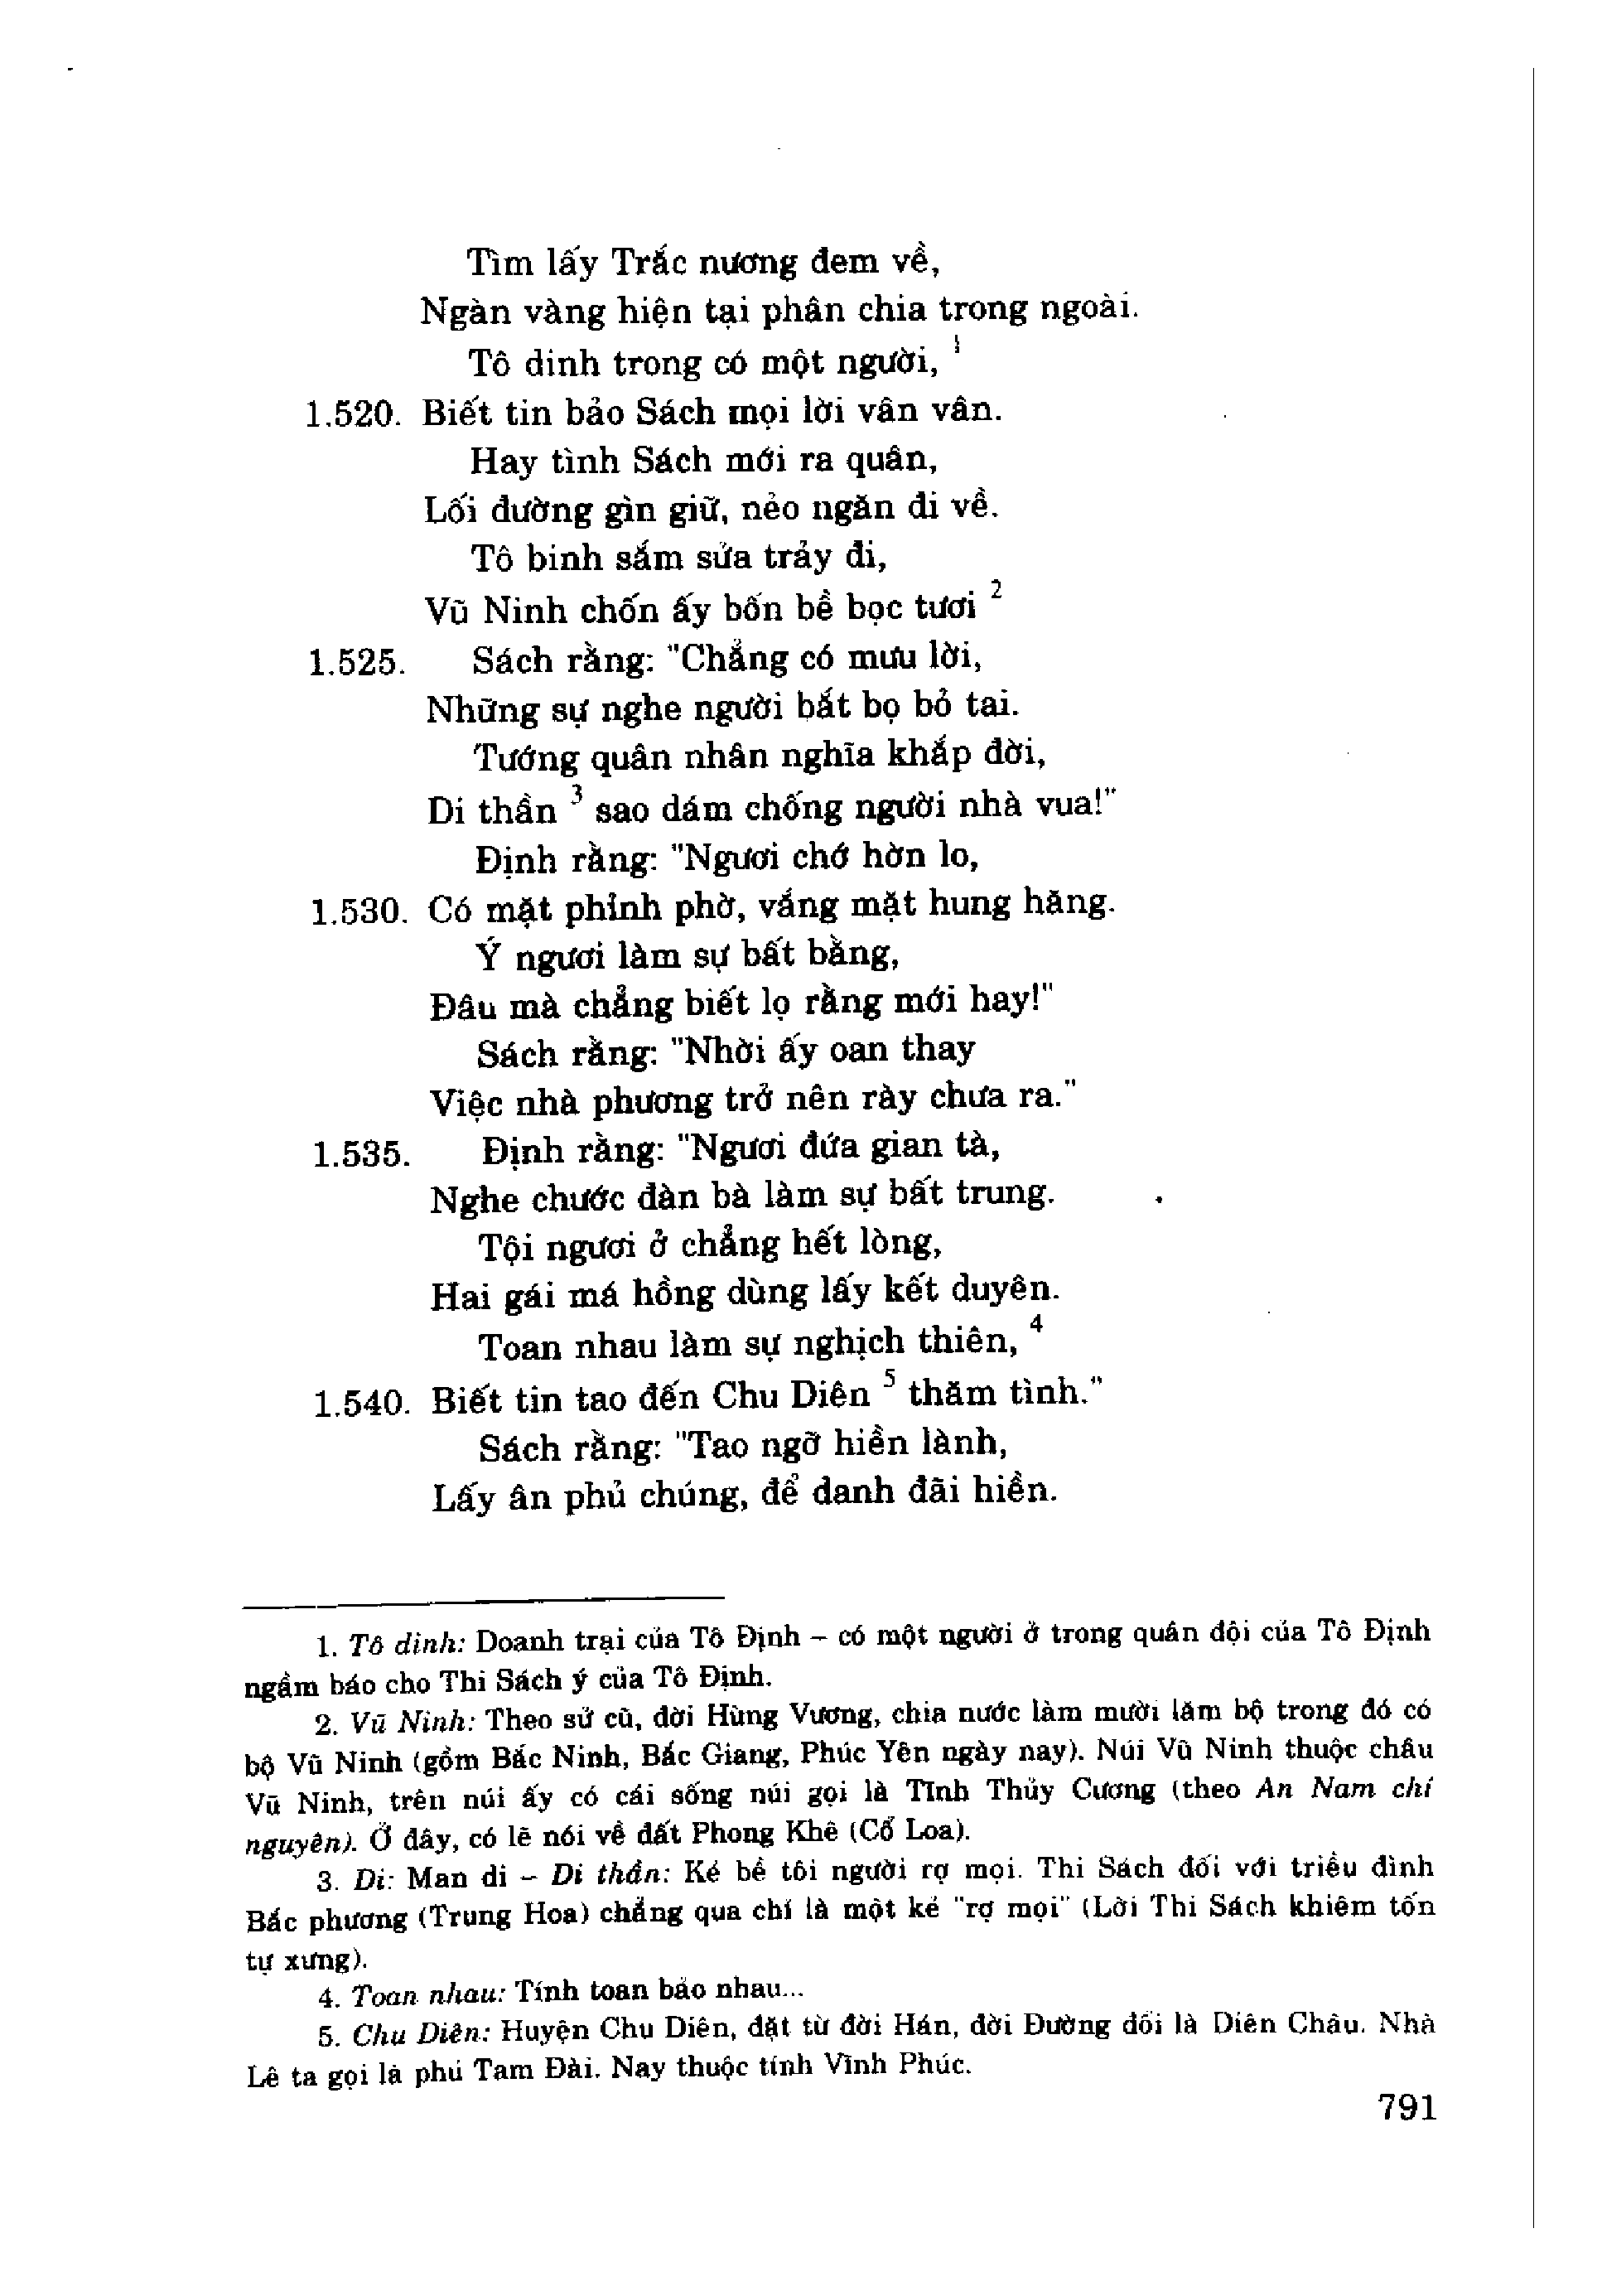 Tìm lấy Trắc nương đem về,
Ngàn vàng hiện tại phân chia trong ngoài.
Tô dinh trong có một người, 1
1.520. Biết tin bảo Sách mọi lời vân vân.
Hay tình Sách mới ra quân,
Lối đường gìn giữ, nẻo ngăn đi về.
Tô binh sắm sửa trảy đi,
Vũ Ninh chốn ấy bốn bề bọc tươi 2
1.525. Sách rằng: "Chẳng có mưu lời,
Những sự nghe người bắt bọ bỏ tai.
Tướng quân nhân nghĩa khắp đời,
Di thần 3 sao dám chống người nhà vua!"
Định rằng: "Ngươi chớ hờn lo,
1.530. Có mặt phỉnh phờ, vắng mặt hung hăng.
Ý ngươi làm sự bất bằng,
Đâu mà chẳng biết lọ rằng mới hay!"
Sách rằng: "Nhời ấy oan thay
Việc nhà phương trở nên rày chưa ra."
1.535. Định rằng: "Ngươi đứa gian tà,
Nghe chước đàn bà làm sự bất trung.
Tội ngươi ở chẳng hết lòng,
Hai gái má hồng dùng lấy kết duyên.
Toan nhau làm sự nghịch thiên, 4
1.540. Biết tin tao đến Chu Diên 5 thăm tình."
Sách rằng: "Tao ngỡ hiền lành,
Lấy ân phủ chúng, để danh đãi hiền.
1. Tô dinh: Doanh trại của Tô Định – có một người ở trong quân đội của Tô Định
ngầm báo cho Thi Sách ý của Tô Định.
2. Vũ Ninh: Theo sử cũ, đời Hùng Vương, chia nước làm mười lăm bộ trong đó có
bộ Vũ Ninh (gồm Bắc Ninh, Bắc Giang, Phúc Yên ngày nay). Núi Vũ Ninh thuộc châu
Vũ Ninh, trên núi ấy có cái sống núi gọi là Tĩnh Thủy Cương (theo An Nam chí
nguyên). Ở đây, có lẽ nói về đất Phong Khê (Cổ Loa).
3. Di: Man di – Di thần: Kẻ bề tôi người rợ mọi. Thi Sách đối với triều đình
Bắc phương (Trung Hoa) chẳng qua chỉ là một kẻ "rợ mọi" (Lời Thi Sách khiêm tốn
tự xưng).
4. Toan nhau: Tính toan bảo nhau...
5. Chu Diên: Huyện Chu Diên, đặt từ đời Hán, đời Đường đổi là Diên Châu. Nhà
Lê ta gọi là phủ Tam Đài. Nay thuộc tỉnh Vĩnh Phúc.
791